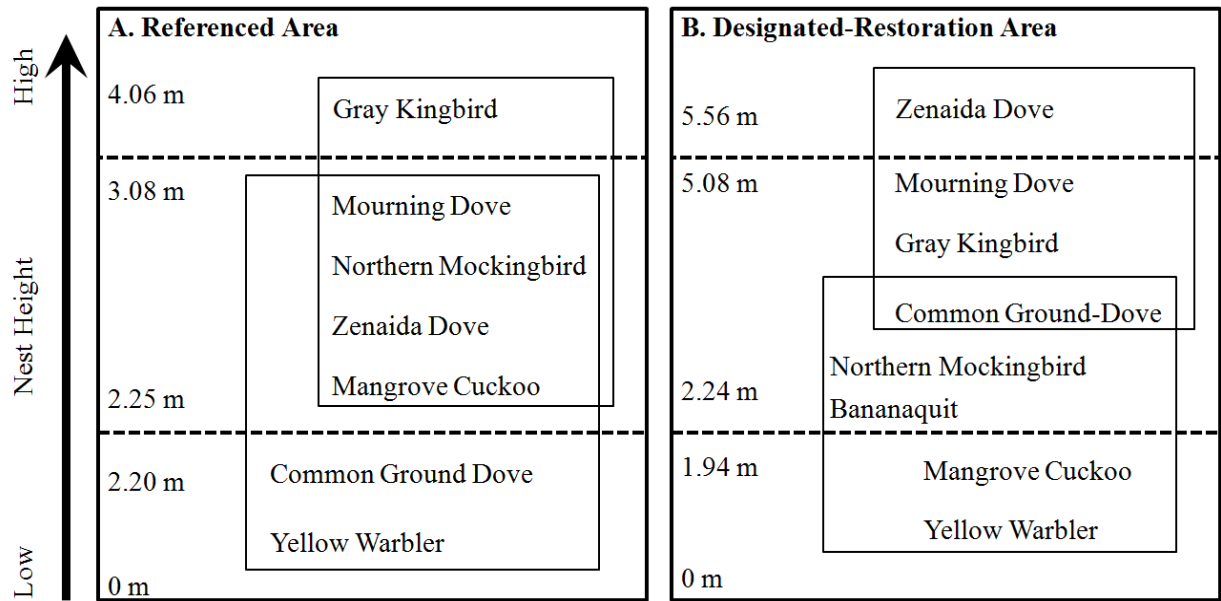 High
Nest Height
Low
A. Referenced Area
4.06 m
Gray Kingbird
3.08 m
Mourning Dove
Northern Mockingbird
Zenaida Dove
Mangrove Cuckoo
2.25 m
Common Ground Dove
2.20 m
Yellow Warbler
0 m
B. Designated-Restoration Area
Zenaida Dove
5.56 m
5.08 m
Mourning Dove
Gray Kingbird
Common Ground-Dove
Northern Mockingbird
2.24 m
Bananaquit
1.94 m
Mangrove Cuckoo
Yellow Warbler
0 m